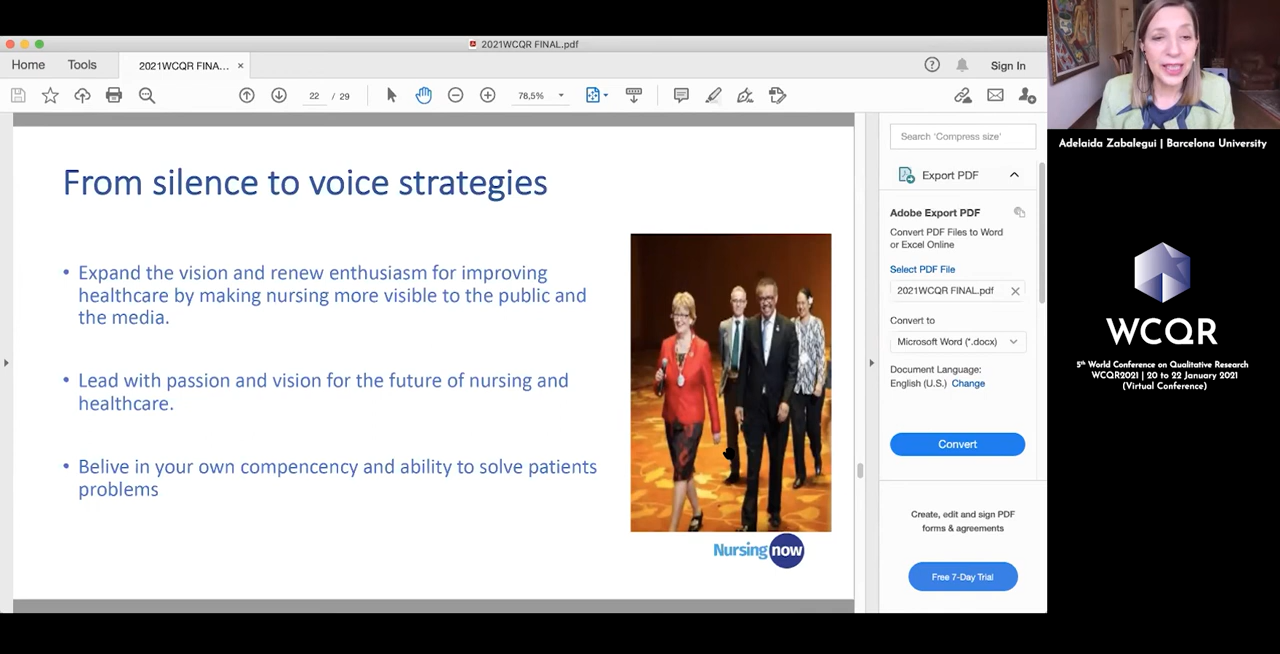 2021WCQR FINAL.pdf
Home
Tools
2021WCQR FINA... ×
Sign In
22 / 29
78,5%
Search 'Compress size'
From silence to voice strategies
• Expand the vision and renew enthusiasm for improving
healthcare by making nursing more visible to the public and
the media.
• Lead with passion and vision for the future of nursing and
healthcare.
• Belive in your own compencency and ability to solve patients
problems
Nursing now
Export PDF
Adobe Export PDF
Convert PDF Files to Word
or Excel Online
Select PDF File
2021WCQR FINAL.pdf
Convert to
Microsoft Word (*.docx)
Document Language:
English (U.S.) Change
Convert
Create, edit and sign PDF
forms & agreements
Free 7-Day Trial
Adelaida Zabalegui | Barcelona University
WCQR
5th World Conference on Qualitative Research
WCQR2021 | 20 to 22 January 2021
(Virtual Conference)